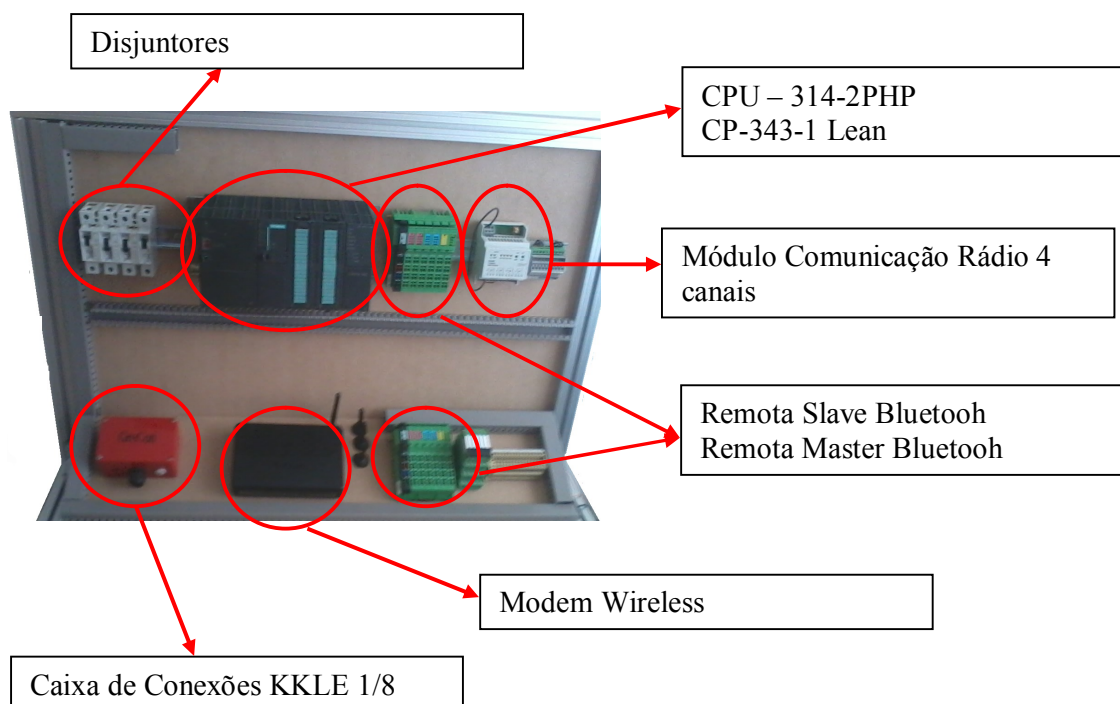 Disjuntores
CPU – 314-2PHP
CP-343-1 Lean
Módulo Comunicação Rádio 4
canais
Remota Slave Bluetooh
Remota Master Bluetooh
Modem Wireless
Caixa de Conexões KKLE 1/8